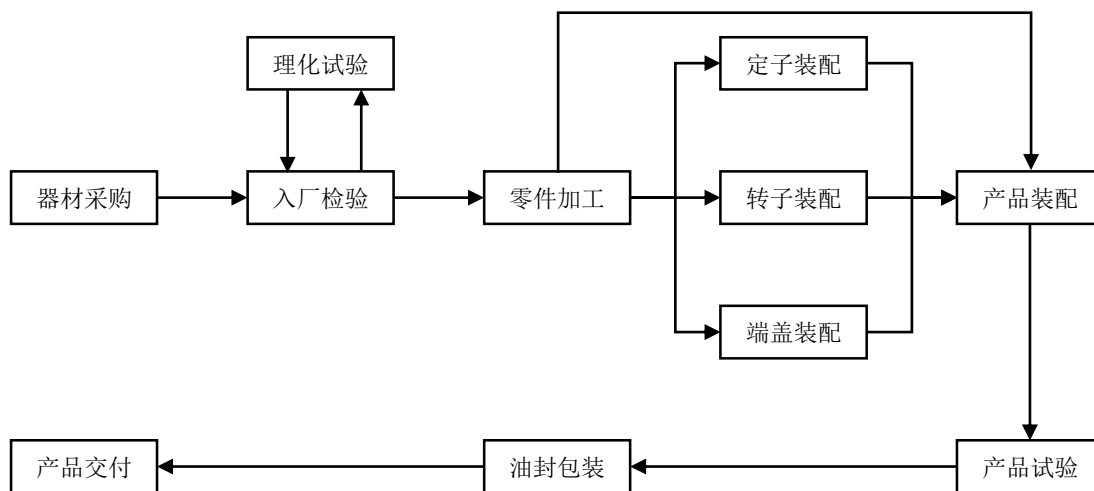 理化试验
定子装配
器材采购
入厂检验
零件加工
转子装配
产品装配
端盖装配
产品交付
油封包装
产品试验